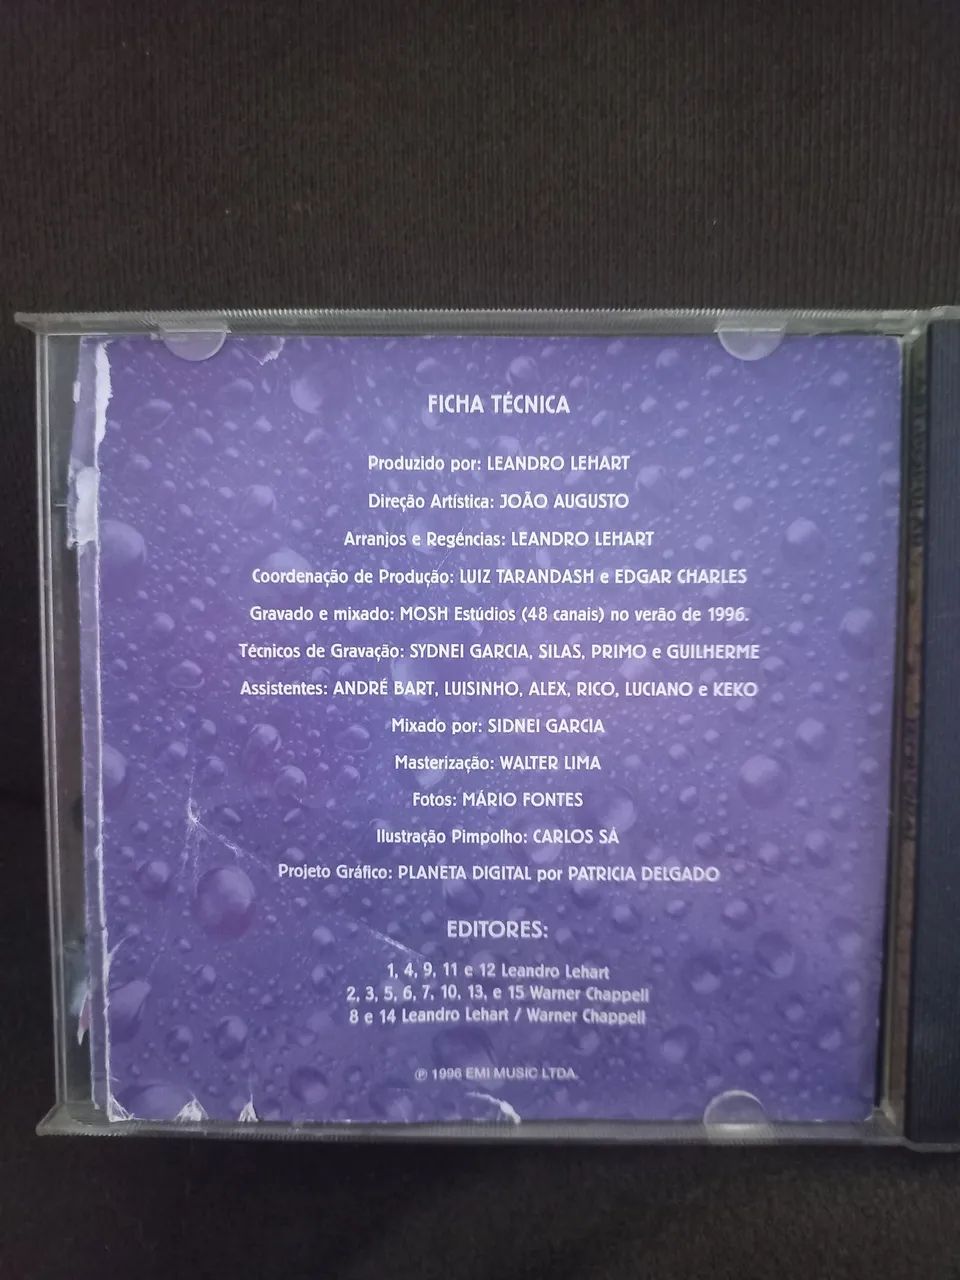 FICHA TÉCNICA
Produzido por: LEANDRO LEHART
Direção Artística: JOÃO AUGUSTO
Arranjos e Regências: LEANDRO LEHART
Coordenação de Produção: LUIZ TARANDASH e EDGAR CHARLES
Gravado e mixado: MOSH Estúdios (48 canais) no verão de 1996.
Técnicos de Gravação: SYDNEI GARCIA, SILAS, PRIMO e GUILHERME
Assistentes: ANDRÉ BART, LUISINHO, ALEX, RICO, LUCIANO e KEKO
Mixado por: SIDNEI GARCIA
Masterização: WALTER LIMA
Fotos: MÁRIO FONTES
Ilustração Pimpolho: CARLOS SÁ
Projeto Gráfico: PLANETA DIGITAL por PATRICIA DELGADO
EDITORES:
1, 4, 9, 11 e 12 Leandro Lehart
2, 3, 5, 6, 7, 10, 13, e 15 Warner Chappell
8 e 14 Leandro Lehart / Warner Chappell
℗ 1996 EMI MUSIC LTDA.